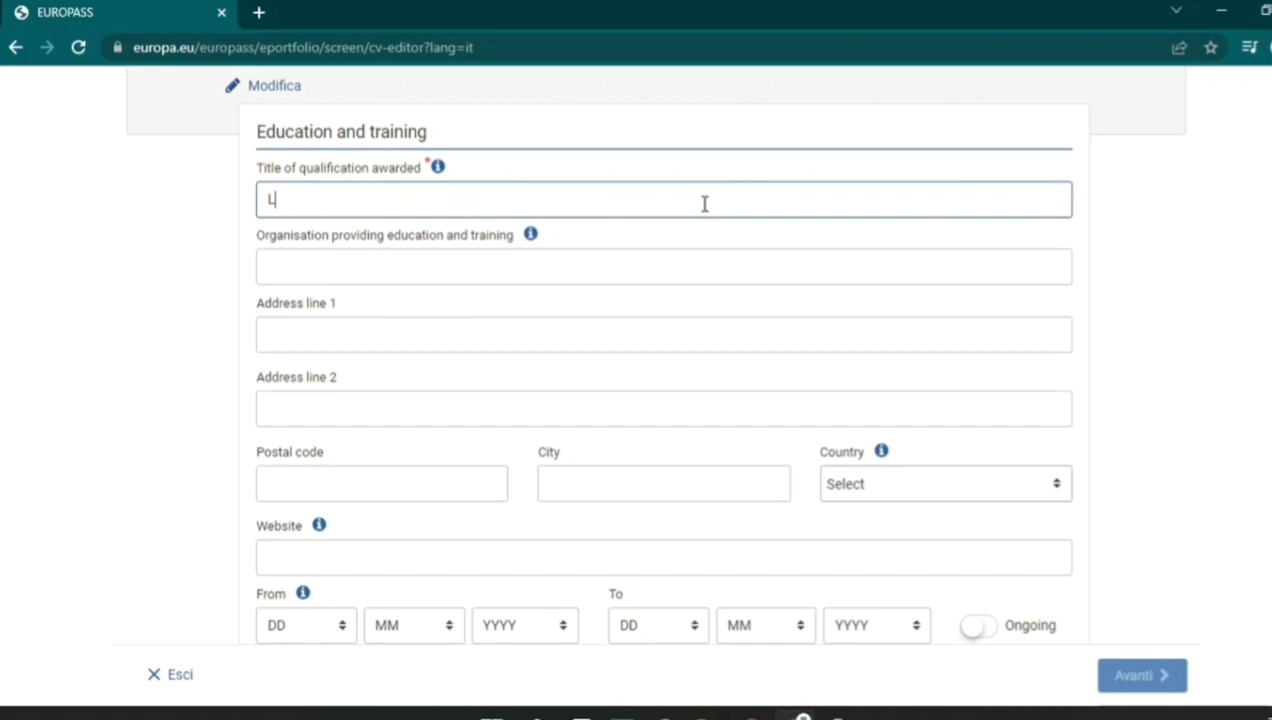 EUROPASS
europa.eu/europass/eportfolio/screen/cv-editor?lang=it
Modifica
Education and training
Title of qualification awarded *
L
Organisation providing education and training
Address line 1
Address line 2
Postal code City Country
Select
Website
From To
DD MM YYYY DD MM YYYY Ongoing
Esci Avanti